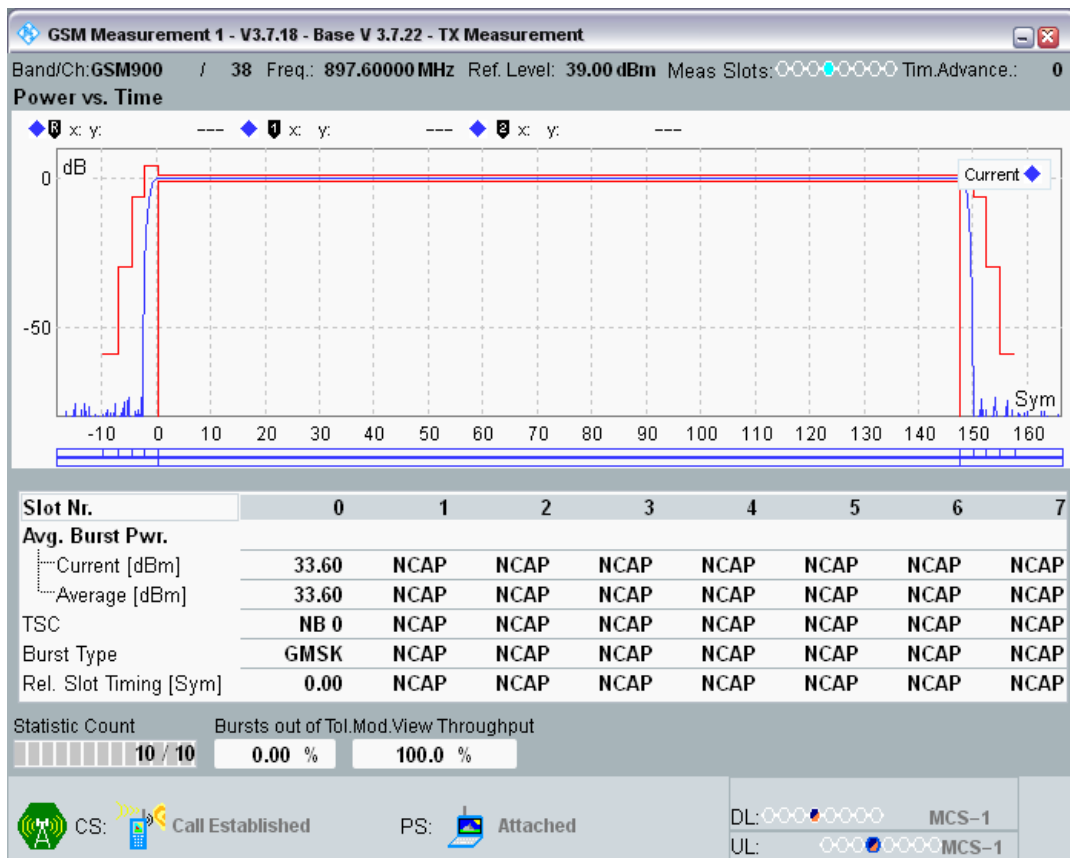 GSM Measurement 1 - V3.7.18 - Base V 3.7.22 - TX Measurement
Band/Ch:GSM900 / 38 Freq.: 897.60000 MHz Ref. Level: 39.00 dBm Meas Slots: Tim.Advance.: 0
Power vs. Time
R x: y: --- 1 x: y: --- 2 x: y: ---
dB
Current
0
-50
Sym
-10 0 10 20 30 40 50 60 70 80 90 100 110 120 130 140 150 160
Slot Nr. 0 1 2 3 4 5 6 7
Avg. Burst Pwr.
Current [dBm] 33.60 NCAP NCAP NCAP NCAP NCAP NCAP NCAP
Average [dBm] 33.60 NCAP NCAP NCAP NCAP NCAP NCAP NCAP
TSC NB 0 NCAP NCAP NCAP NCAP NCAP NCAP NCAP
Burst Type GMSK NCAP NCAP NCAP NCAP NCAP NCAP NCAP
Rel. Slot Timing [Sym] 0.00 NCAP NCAP NCAP NCAP NCAP NCAP NCAP
Statistic Count Bursts out of Tol. Mod.View Throughput
10 / 10 0.00 % 100.0 %
CS: Call Established PS: Attached
DL: MCS-1
UL: MCS-1